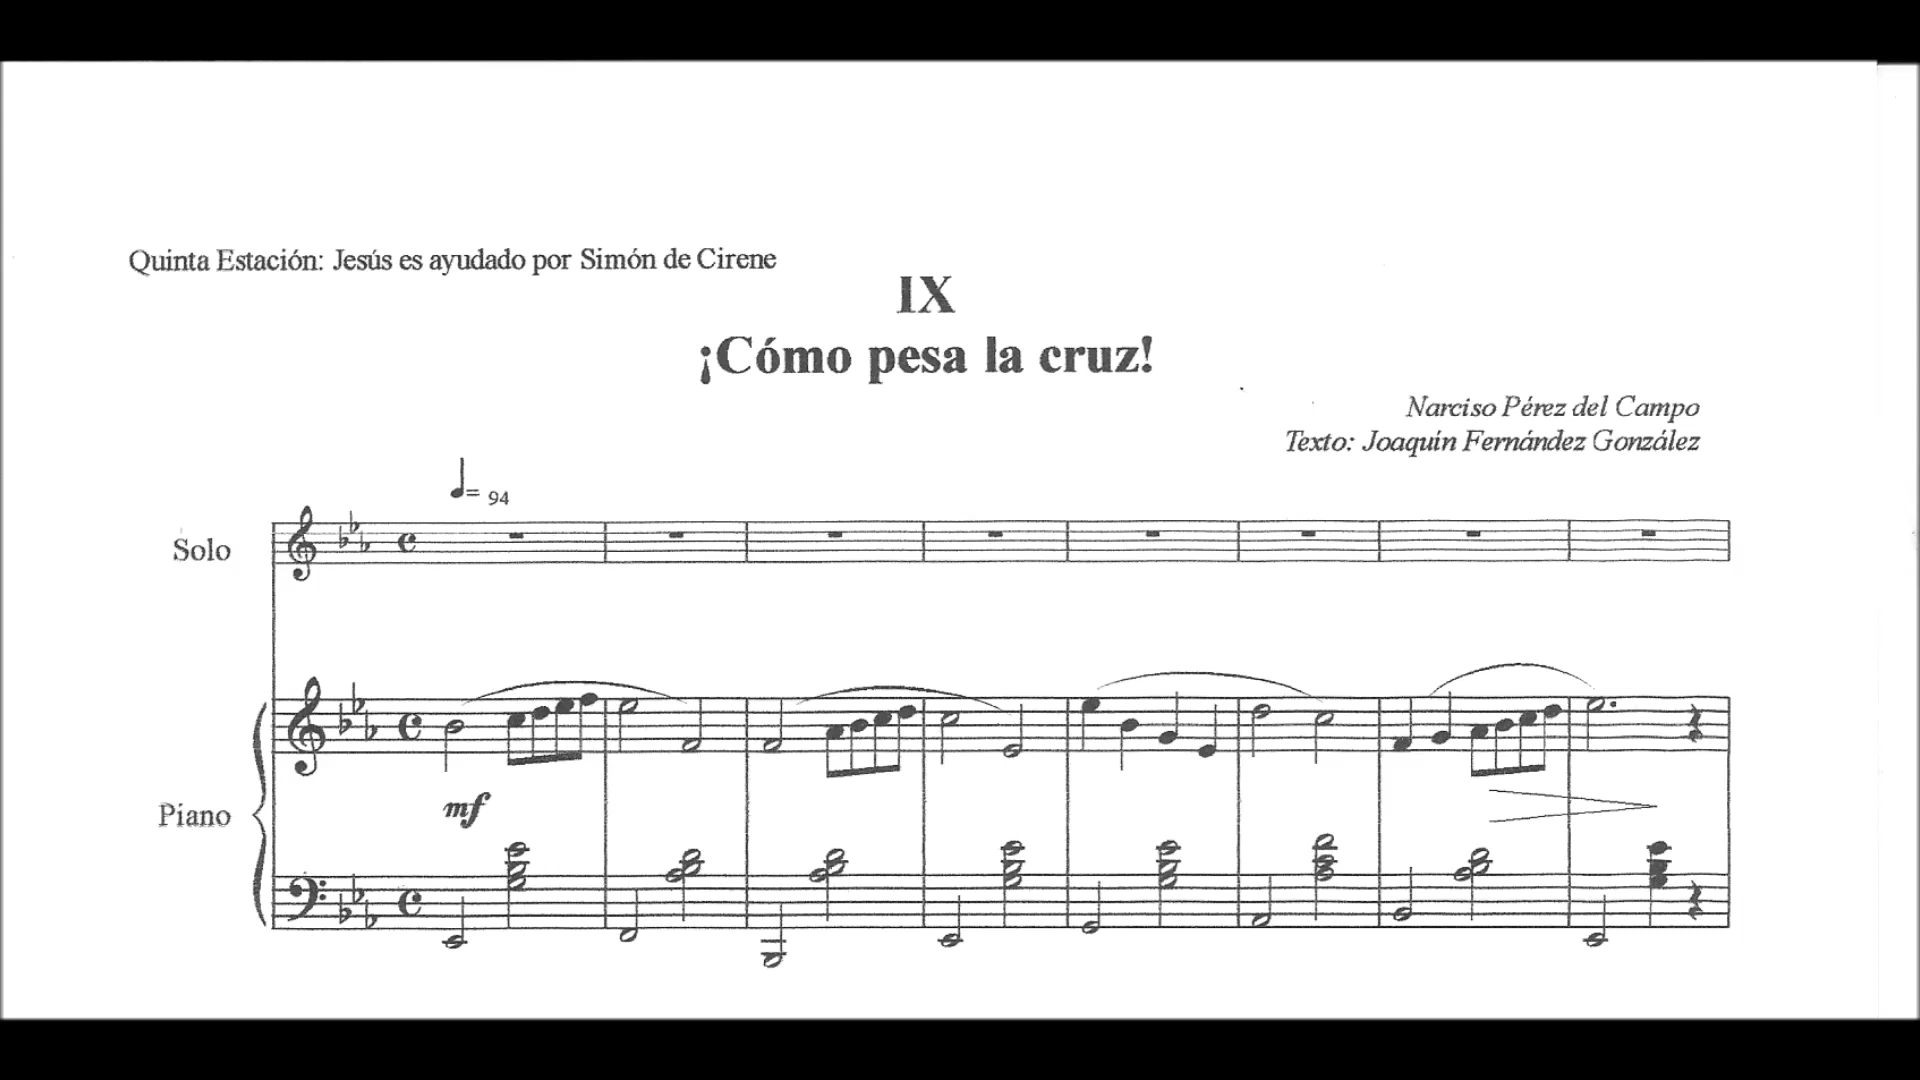 Quinta Estación: Jesús es ayudado por Simón de Cirene
IX
¡Cómo pesa la cruz!
Narciso Pérez del Campo
Texto: Joaquín Fernández González
= 94
Solo
Piano
mf